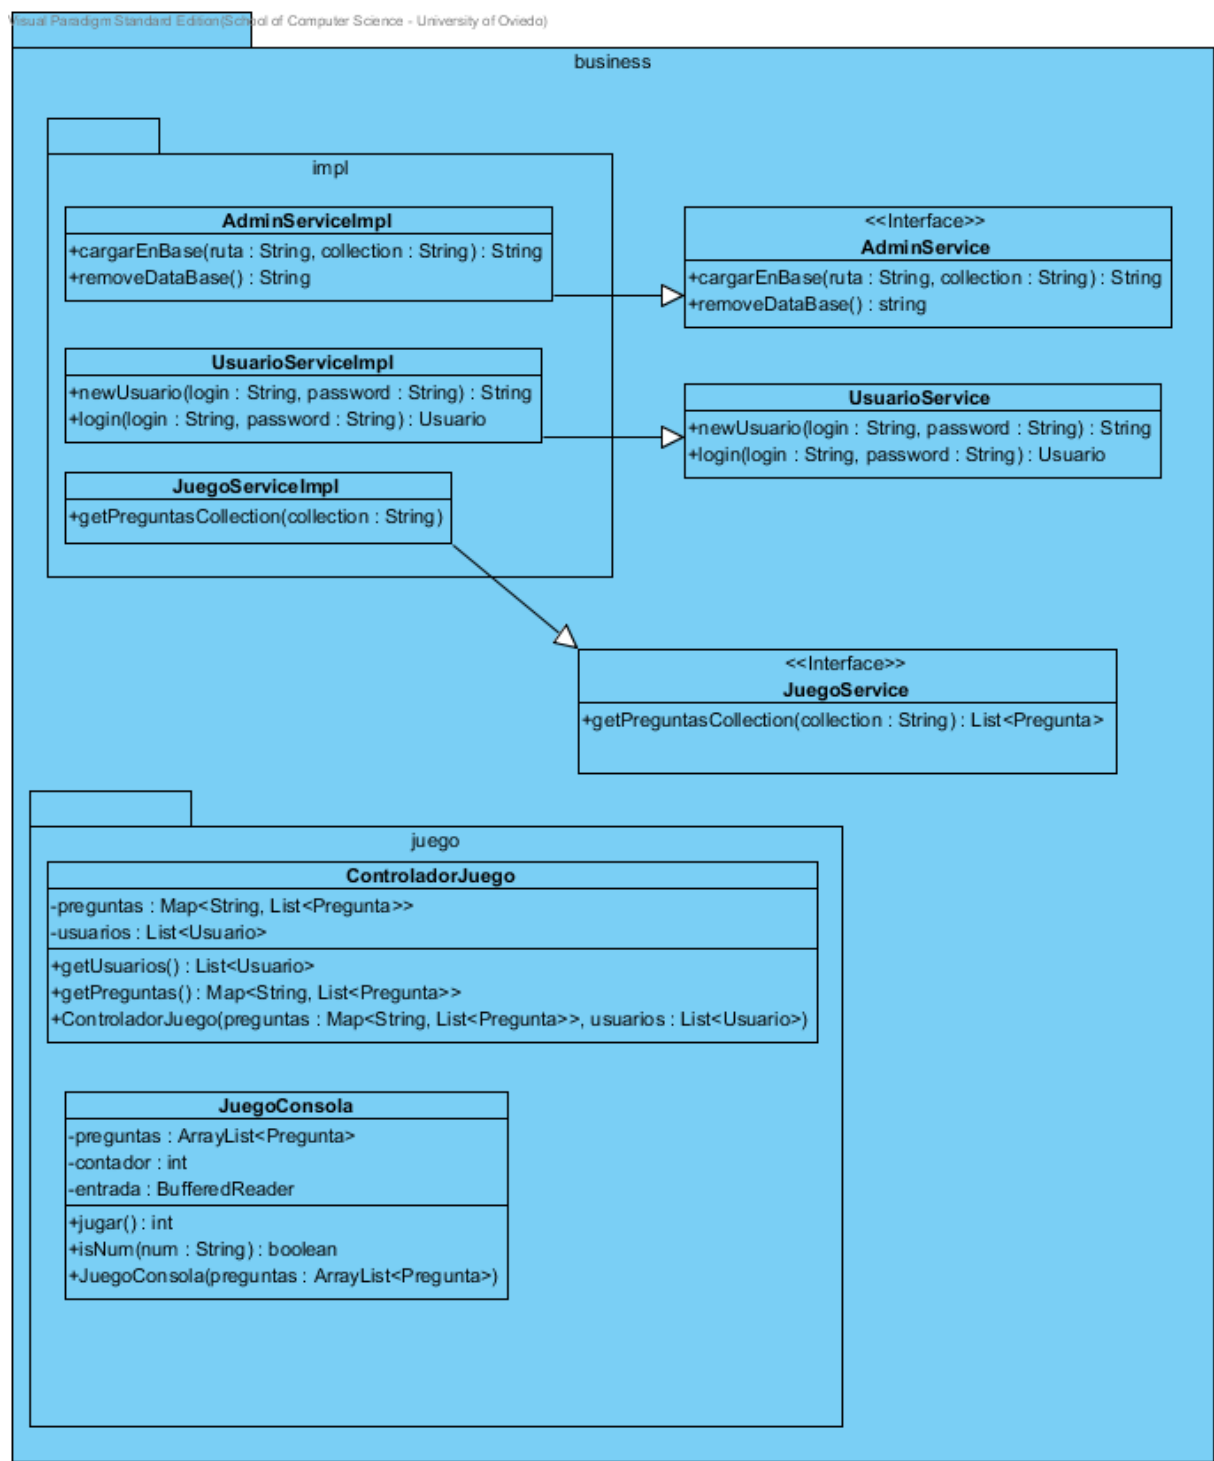 Visual Paradigm Standard Edition(School of Computer Science - University of Oviedo)
business
impl
AdminServiceImpl
+cargarEnBase(ruta : String, collection : String) : String
+removeDataBase() : String
<<Interface>>
AdminService
+cargarEnBase(ruta : String, collection : String) : String
+removeDataBase() : string
UsuarioServiceImpl
+newUsuario(login : String, password : String) : String
+login(login : String, password : String) : Usuario
UsuarioService
+newUsuario(login : String, password : String) : String
+login(login : String, password : String) : Usuario
JuegoServiceImpl
+getPreguntasCollection(collection : String)
<<Interface>>
JuegoService
+getPreguntasCollection(collection : String) : List<Pregunta>
juego
ControladorJuego
-preguntas : Map<String, List<Pregunta>>
-usuarios : List<Usuario>
+getUsuarios() : List<Usuario>
+getPreguntas() : Map<String, List<Pregunta>>
+ControladorJuego(preguntas : Map<String, List<Pregunta>>, usuarios : List<Usuario>)
JuegoConsola
-preguntas : ArrayList<Pregunta>
-contador : int
-entrada : BufferedReader
+jugar() : int
+isNum(num : String) : boolean
+JuegoConsola(preguntas : ArrayList<Pregunta>)